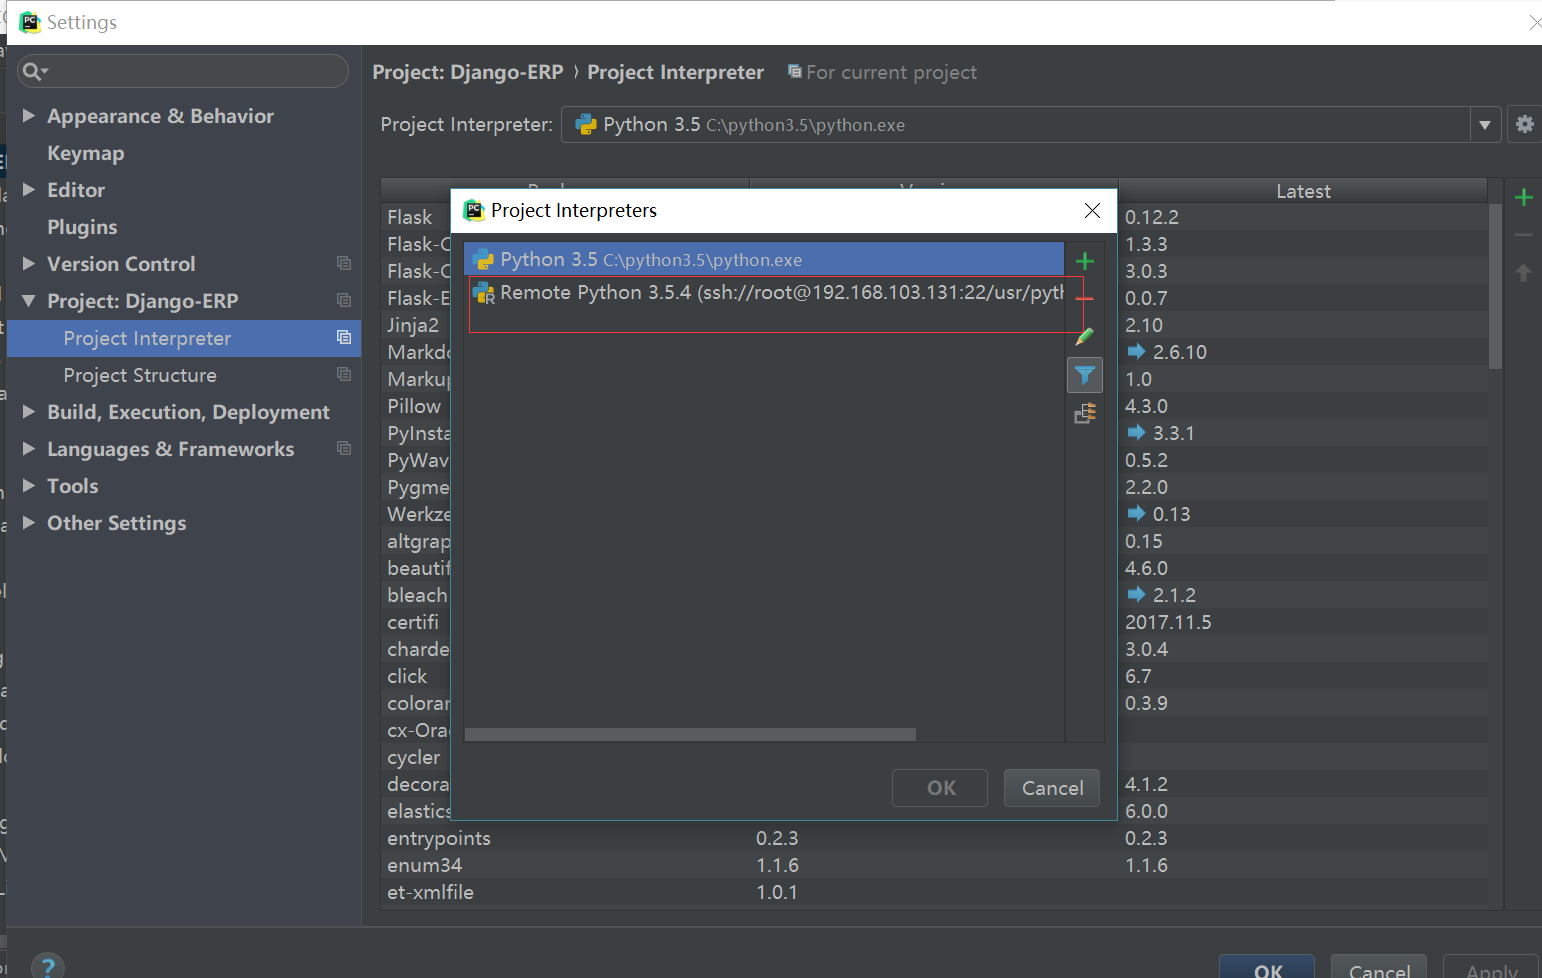 Settings
Project: Django-ERP › Project Interpreter For current project
Project Interpreter: Python 3.5 C:\python3.5\python.exe
Appearance & Behavior
Keymap
Editor
Plugins
Version Control
Project: Django-ERP
Project Interpreter
Project Structure
Build, Execution, Deployment
Languages & Frameworks
Tools
Other Settings
Latest
Project Interpreters
Python 3.5 C:\python3.5\python.exe
Remote Python 3.5.4 (ssh://root@192.168.103.131:22/usr/pyth
OK Cancel
Flask 0.12.2
Flask-C 1.3.3
Flask-C 3.0.3
Flask-E 0.0.7
Jinja2 2.10
Markdo 2.6.10
Markup 1.0
Pillow 4.3.0
PyInsta 3.3.1
PyWav 0.5.2
Pygme 2.2.0
Werkze 0.13
altgrap 0.15
beautif 4.6.0
bleach 2.1.2
certifi 2017.11.5
charde 3.0.4
click 6.7
colorar 0.3.9
cx-Ora
cycler
decora 4.1.2
elastics 6.0.0
entrypoints 0.2.3 0.2.3
enum34 1.1.6 1.1.6
et-xmlfile 1.0.1
? OK Cancel Apply